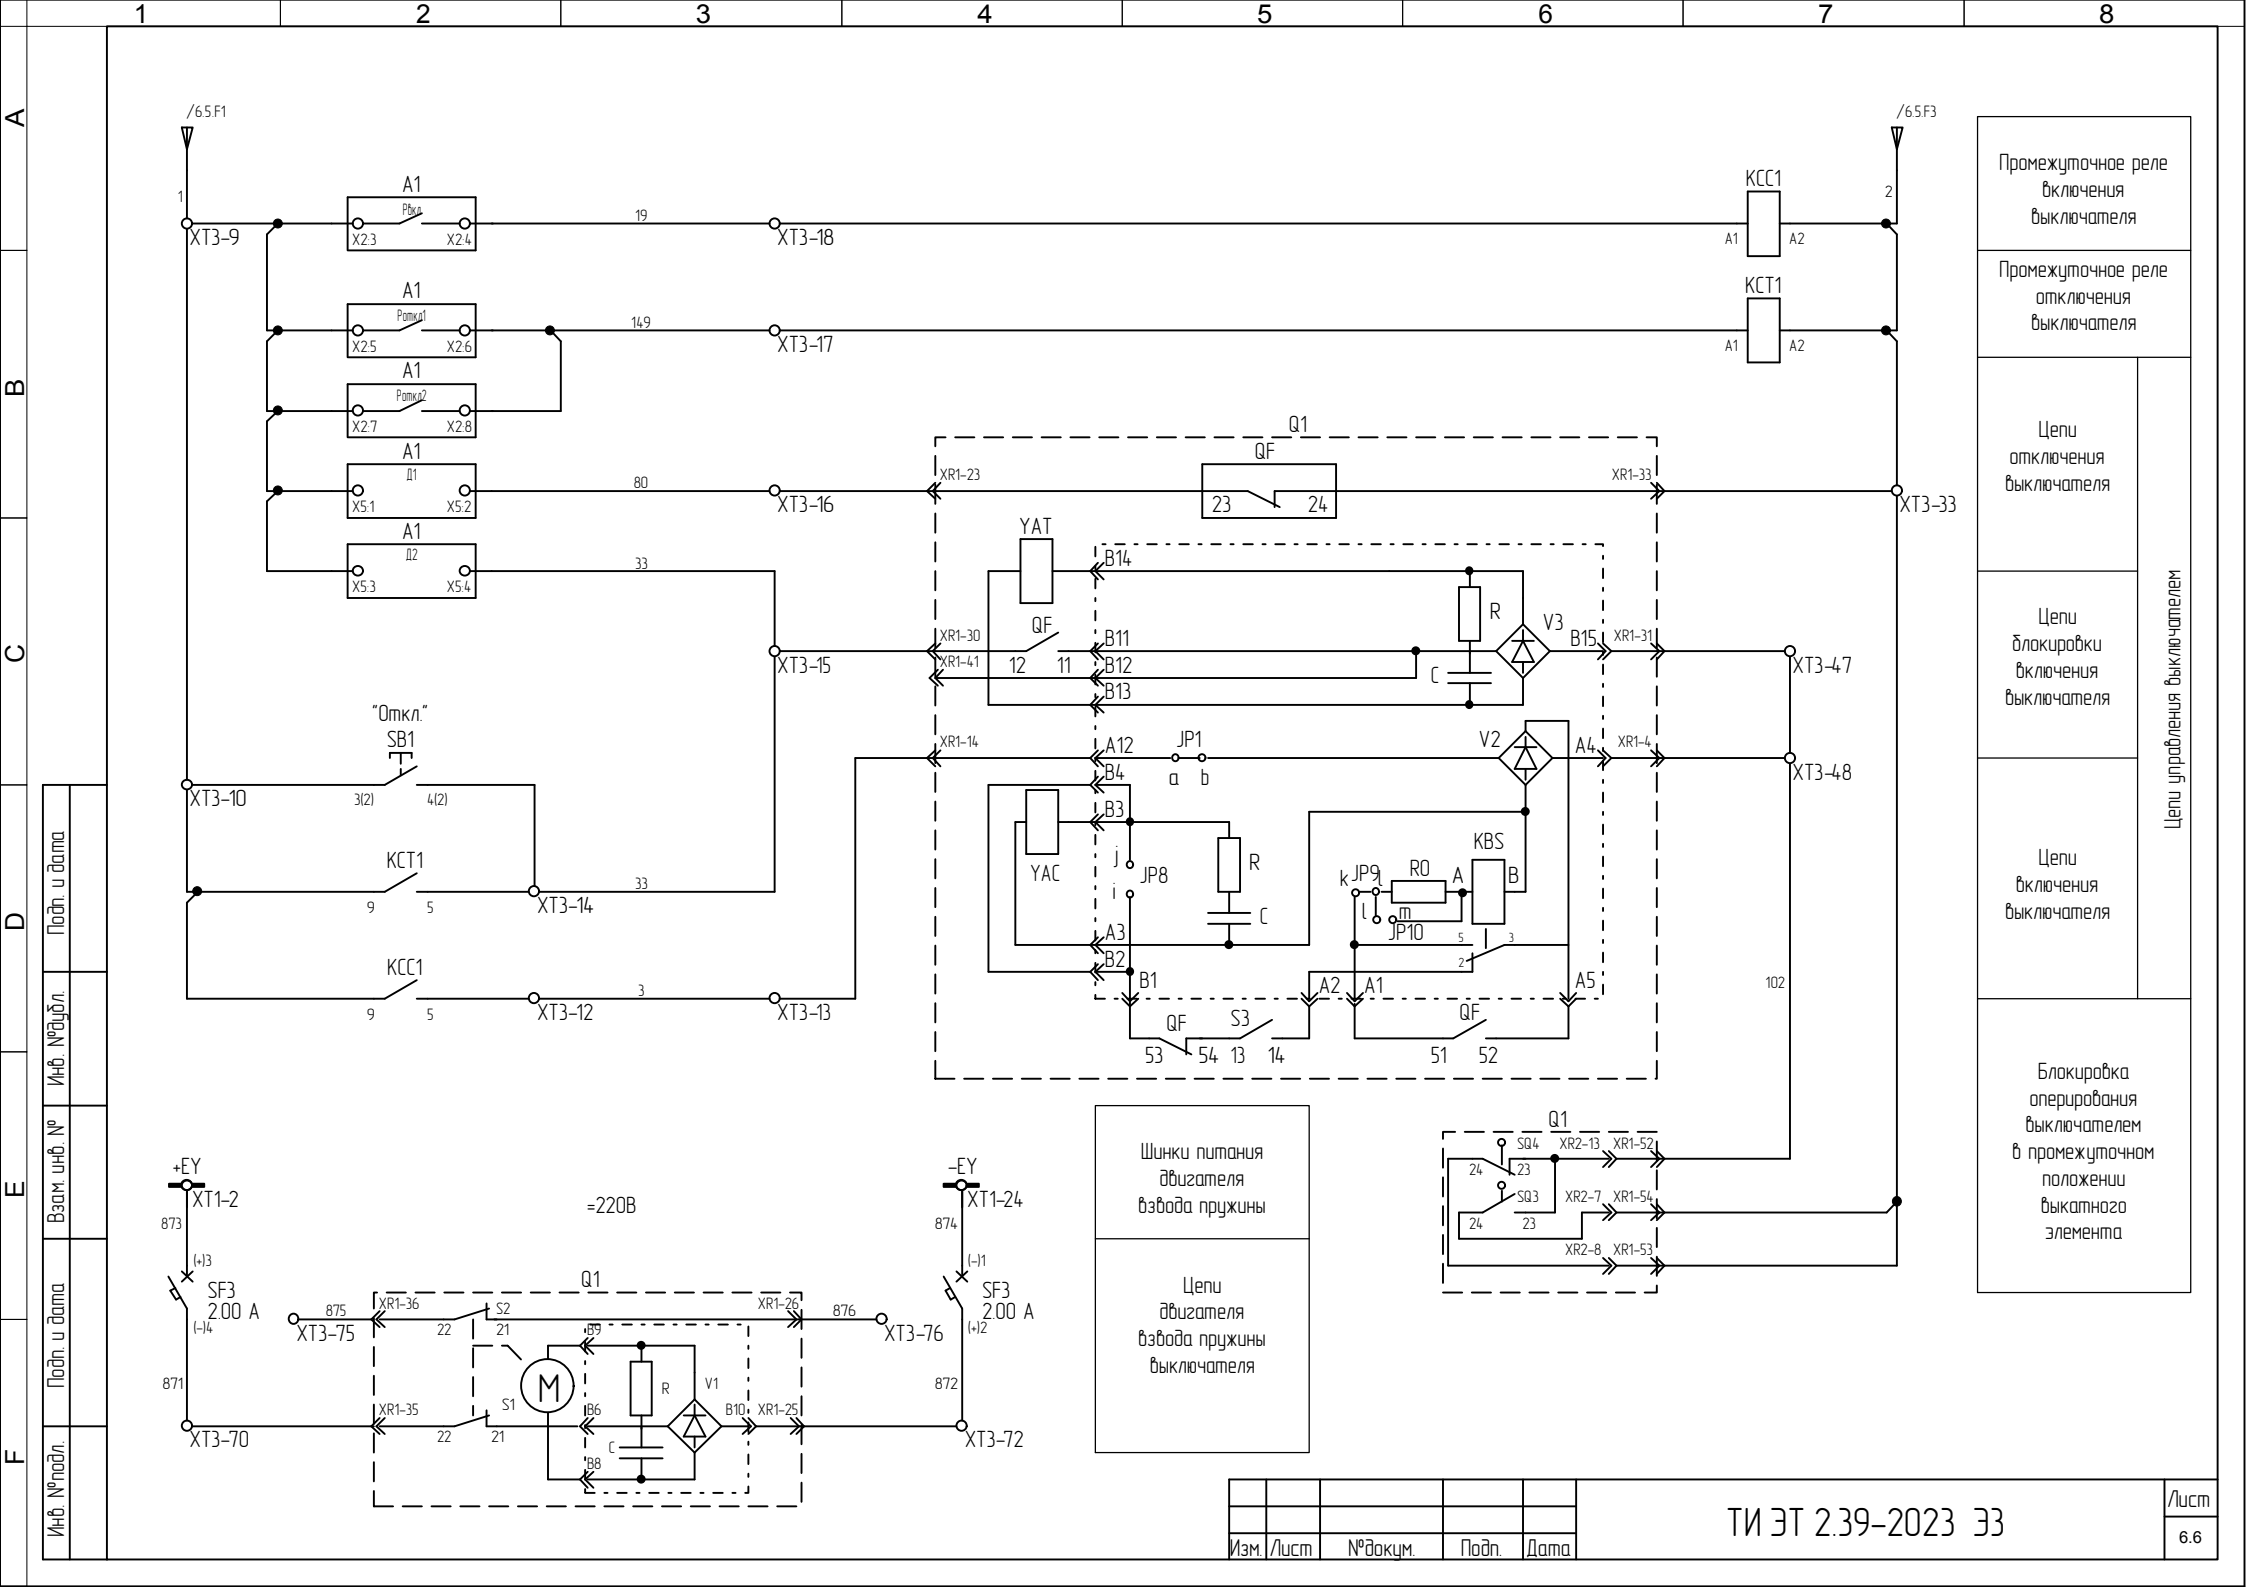 1 2 3 4 5 6 7 8
A
B
C
D
E
F
/6.5.F1
/6.5.F3
1
2
A1
Рвкл
X2:3 X2:4
XT3-9
19
XT3-18
KCC1
A1 A2
A1
Роткл1
X2:5 X2:6
149
XT3-17
KCT1
A1 A2
A1
Роткл2
X2:7 X2:8
A1
Д1
X5:1 X5:2
80
XT3-16
A1
Д2
X5:3 X5:4
33
XT3-15
Q1
XR1-23
QF
23 24
XR1-33
XT3-33
YAT
B14
R
V3
XR1-30
QF
12 11
B11
B15
XR1-31
XT3-47
XR1-41
B12
C
B13
"Откл."
SB1
XT3-10
3(2) 4(2)
XR1-14
A12
JP1
a b
V2
A4
XR1-4
XT3-48
B4
B3
YAC
j
i
JP8
R
C
KBS
k JP9 l
R0
A
B
l m
JP10
5 3
2
A3
B2
B1
A2
A1
A5
KCT1
9 5
XT3-14
33
KCC1
9 5
XT3-12
3
XT3-13
QF
53 54
S3
13 14
QF
51 52
102
Промежуточное реле
включения
выключателя
Промежуточное реле
отключения
выключателя
Цепи
отключения
выключателя
Цепи
блокировки
включения
выключателя
Цепи
включения
выключателя
Цепи управления выключателем
Блокировка
оперирования
выключателем
в промежуточном
положении
выкатного
элемента
Q1
SQ4
24 23
XR2-13 XR1-52
SQ3
24 23
XR2-7 XR1-54
XR2-8 XR1-53
Шинки питания
двигателя
взвода пружины
Цепи
двигателя
взвода пружины
выключателя
+EY
XT1-2
873
(+)3
SF3
2.00 A
(-)4
871
XT3-70
=220В
-EY
XT1-24
874
(-)1
SF3
2.00 A
(+)2
872
XT3-72
Q1
875
XT3-75
XR1-36
S2
22 21
XR1-26
876
XT3-76
B9
M
R
V1
XR1-35
S1
22 21
B6
B10
XR1-25
C
B8
Подп. и дата
Инв. №дубл.
Взам. инв. №
Подп. и дата
Инв. №подл.
Изм. Лист №докум. Подп. Дата
ТИ ЭТ 2.39-2023 Э3
Лист
6.6